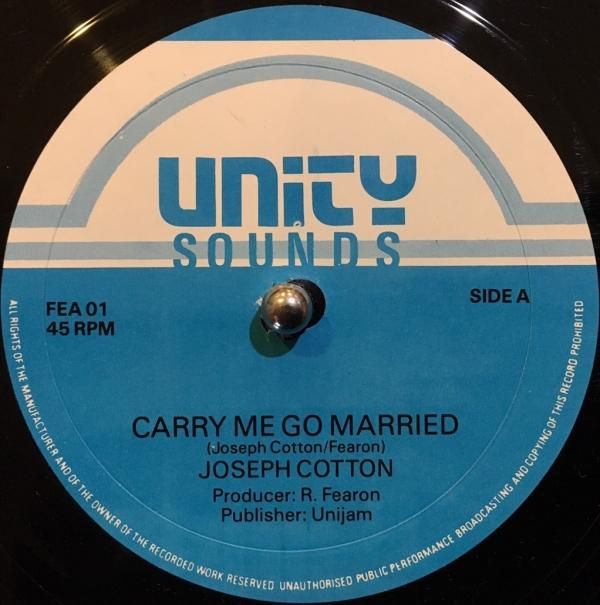 UNITY
SOUNDS
FEA 01
45 RPM
SIDE A
CARRY ME GO MARRIED
(Joseph Cotton/Fearon)
JOSEPH COTTON
Producer: R. Fearon
Publisher: Unijam
ALL RIGHTS OF THE MANUFACTURER AND OF THE OWNER OF THE RECORDED WORK RESERVED UNAUTHORISED PUBLIC PERFORMANCE BROADCASTING AND COPYING OF THIS RECORD PROHIBITED